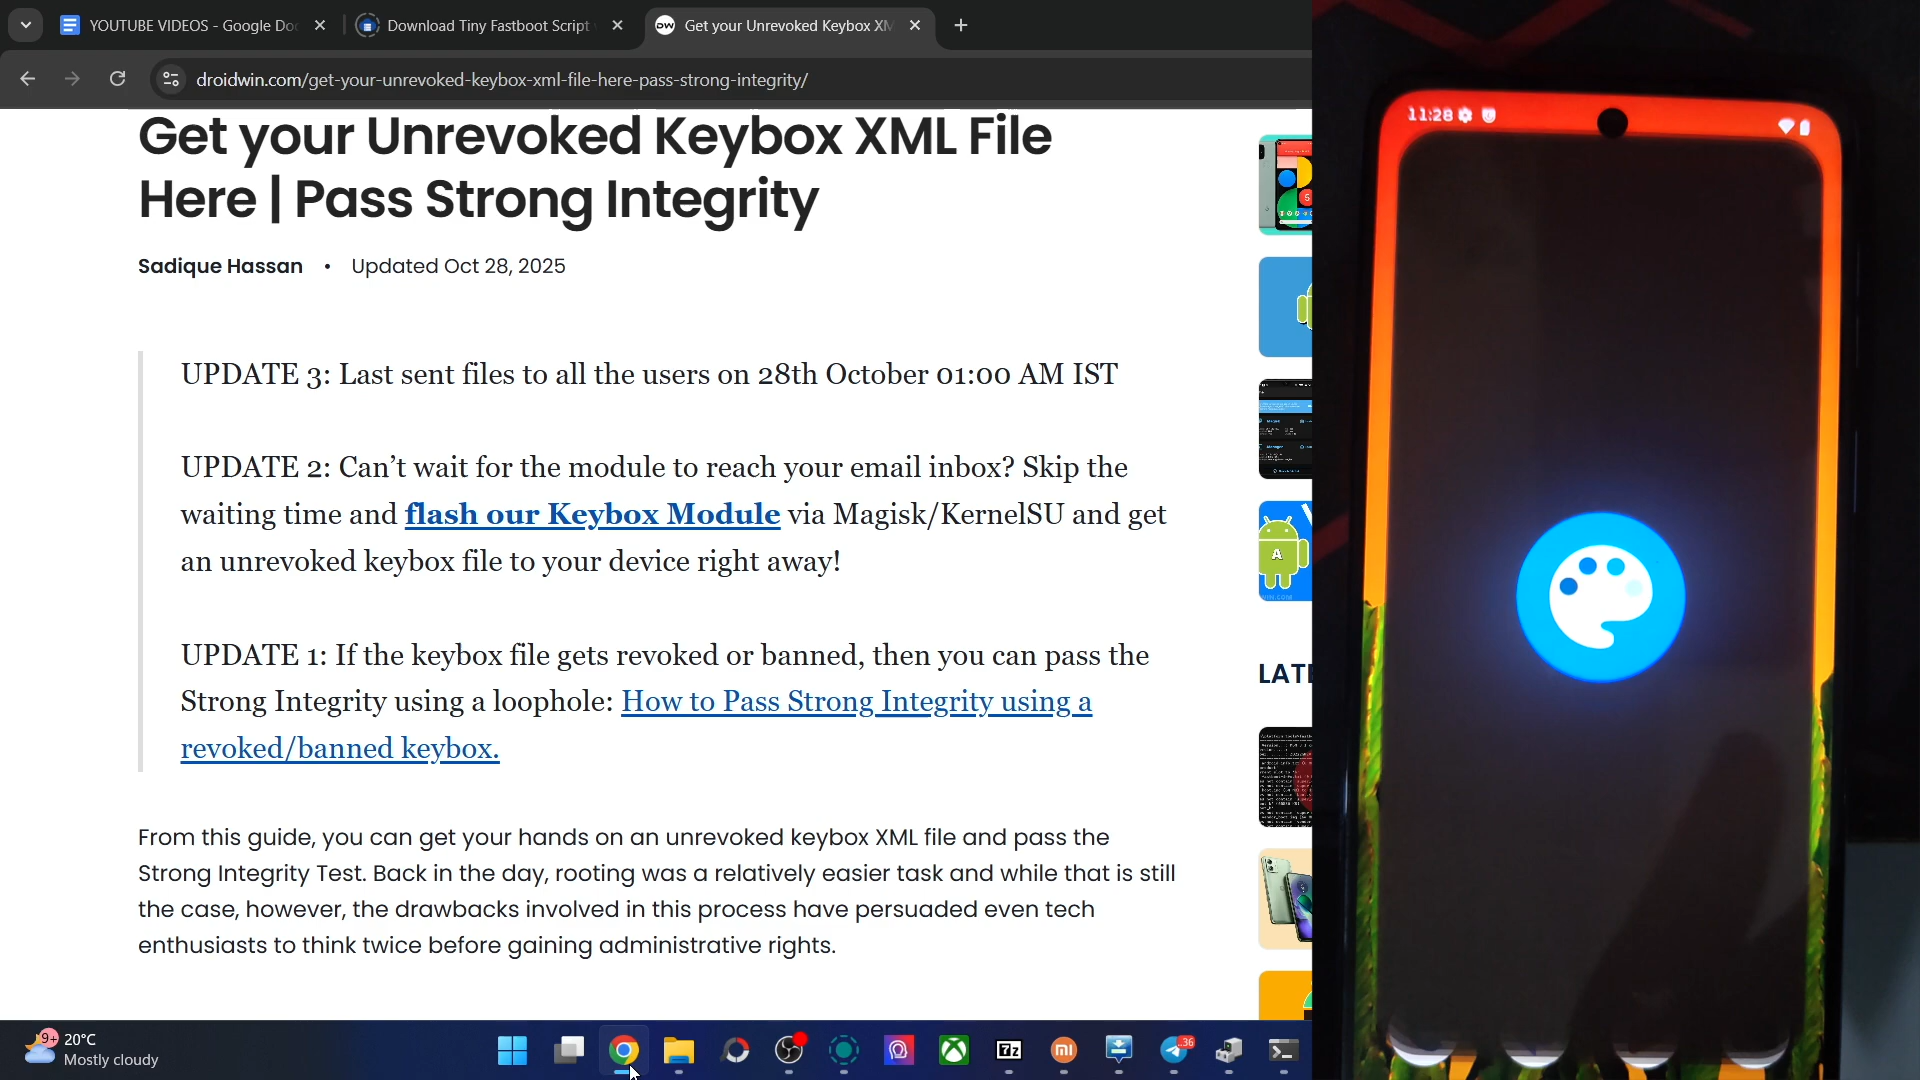 YOUTUBE VIDEOS - Google Do
Download Tiny Fastboot Script
Get your Unrevoked Keybox XM
droidwin.com/get-your-unrevoked-keybox-xml-file-here-pass-strong-integrity/
Get your Unrevoked Keybox XML File
Here | Pass Strong Integrity
Sadique Hassan • Updated Oct 28, 2025
UPDATE 3: Last sent files to all the users on 28th October 01:00 AM IST
UPDATE 2: Can’t wait for the module to reach your email inbox? Skip the
waiting time and flash our Keybox Module via Magisk/KernelSU and get
an unrevoked keybox file to your device right away!
UPDATE 1: If the keybox file gets revoked or banned, then you can pass the
Strong Integrity using a loophole: How to Pass Strong Integrity using a
revoked/banned keybox.
From this guide, you can get your hands on an unrevoked keybox XML file and pass the
Strong Integrity Test. Back in the day, rooting was a relatively easier task and while that is still
the case, however, the drawbacks involved in this process have persuaded even tech
enthusiasts to think twice before gaining administrative rights.
LATE
9+
20°C
Mostly cloudy
7z
mi
..36
11:28